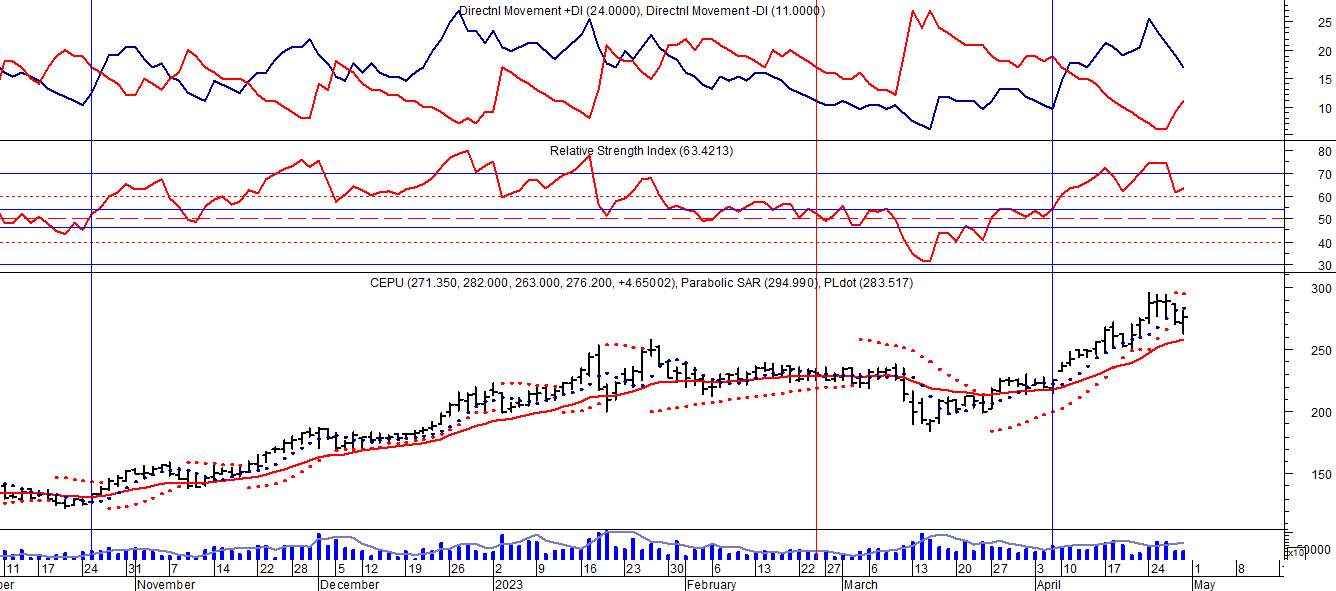 Directnl Movement +DI (24.0000), Directnl Movement -DI (11.0000)
25
20
15
10
Relative Strength Index (63.4213)
80
70
60
50
40
30
CEPU (271.350, 282.000, 263.000, 276.200, +4.65002), Parabolic SAR (294.990), PLdot (283.517)
300
250
200
150
x10
11 17 24 31 7 14 22 28 5 12 19 26 2 9 16 23 30 6 13 22 27 6 13 20 27 3 10 17 24 1 8
ber November December 2023 February March April May